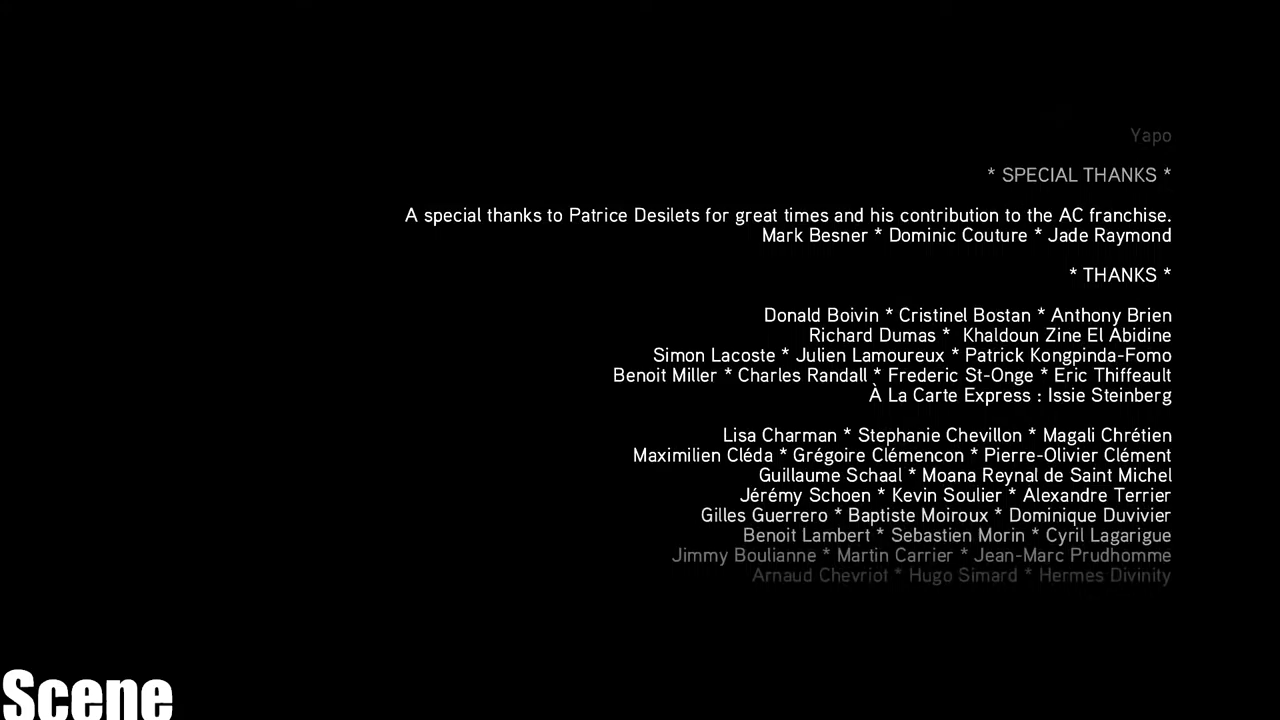 Yapo
* SPECIAL THANKS *
A special thanks to Patrice Desilets for great times and his contribution to the AC franchise.
Mark Besner * Dominic Couture * Jade Raymond
* THANKS *
Donald Boivin * Cristinel Bostan * Anthony Brien
Richard Dumas *  Khaldoun Zine El Abidine
Simon Lacoste * Julien Lamoureux * Patrick Kongpinda-Fomo
Benoit Miller * Charles Randall * Frederic St-Onge * Eric Thiffeault
À La Carte Express : Issie Steinberg
Lisa Charman * Stephanie Chevillon * Magali Chrétien
Maximilien Cléda * Grégoire Clémencon * Pierre-Olivier Clément
Guillaume Schaal * Moana Reynal de Saint Michel
Jérémy Schoen * Kevin Soulier * Alexandre Terrier
Gilles Guerrero * Baptiste Moiroux * Dominique Duvivier
Benoit Lambert * Sebastien Morin * Cyril Lagarigue
Jimmy Boulianne * Martin Carrier * Jean-Marc Prudhomme
Arnaud Chevriot * Hugo Simard * Hermes Divinity
Scene